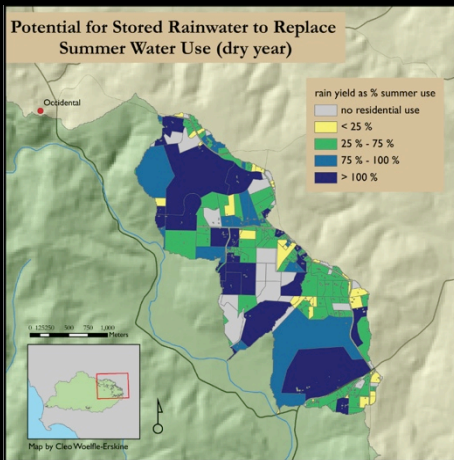 Potential for Stored Rainwater to Replace
Summer Water Use (dry year)
Occidental
rain yield as % summer use
no residential use
< 25 %
25 % - 75 %
75 % - 100 %
> 100 %
0 125250 500 750 1,000
Meters
Map by Cleo Woelfle-Erskine